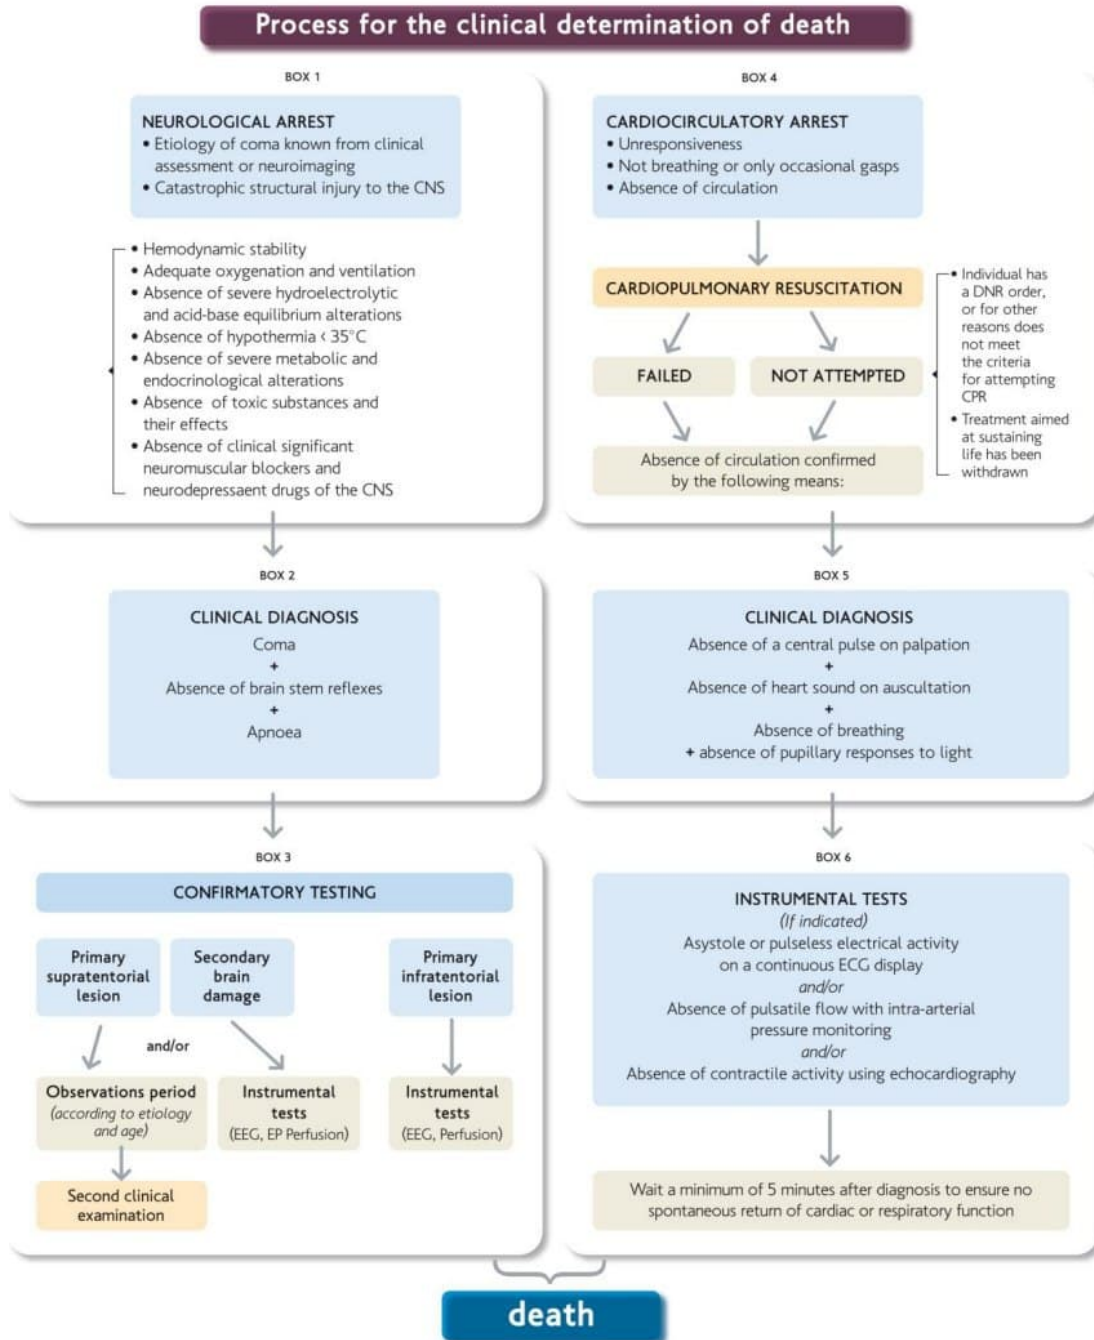 Process for the clinical determination of death
BOX 1
NEUROLOGICAL ARREST
• Etiology of coma known from clinical
assessment or neuroimaging
• Catastrophic structural injury to the CNS
• Hemodynamic stability
• Adequate oxygenation and ventilation
• Absence of severe hydroelectrolytic
and acid-base equilibrium alterations
• Absence of hypothermia < 35°C
• Absence of severe metabolic and
endocrinological alterations
• Absence of toxic substances and
their effects
• Absence of clinical significant
neuromuscular blockers and
neurodepressaent drugs of the CNS
BOX 2
CLINICAL DIAGNOSIS
Coma
+
Absence of brain stem reflexes
+
Apnoea
BOX 3
CONFIRMATORY TESTING
Primary
supratentorial
lesion
Secondary
brain
damage
Primary
infratentorial
lesion
and/or
Observations period
(according to etiology
and age)
Instrumental
tests
(EEG, EP Perfusion)
Instrumental
tests
(EEG, Perfusion)
Second clinical
examination
BOX 4
CARDIOCIRCULATORY ARREST
• Unresponsiveness
• Not breathing or only occasional gasps
• Absence of circulation
CARDIOPULMONARY RESUSCITATION
FAILED
NOT ATTEMPTED
• Individual has
a DNR order,
or for other
reasons does
not meet
the criteria
for attempting
CPR
• Treatment aimed
at sustaining
life has been
withdrawn
Absence of circulation confirmed
by the following means:
BOX 5
CLINICAL DIAGNOSIS
Absence of a central pulse on palpation
+
Absence of heart sound on auscultation
+
Absence of breathing
+ absence of pupillary responses to light
BOX 6
INSTRUMENTAL TESTS
(If indicated)
Asystole or pulseless electrical activity
on a continuous ECG display
and/or
Absence of pulsatile flow with intra-arterial
pressure monitoring
and/or
Absence of contractile activity using echocardiography
Wait a minimum of 5 minutes after diagnosis to ensure no
spontaneous return of cardiac or respiratory function
death